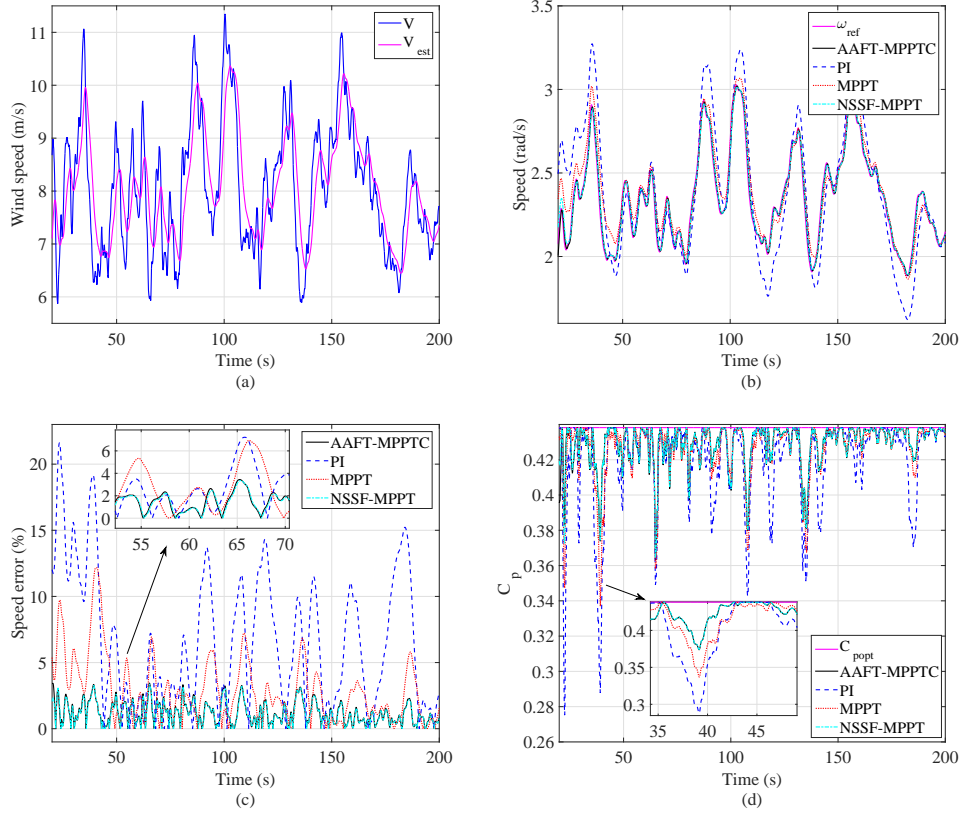 11
10
9
8
7
6
Wind speed (m/s)
V
V est
50
100
150
200
Time (s)
(a)
3.5
3
2.5
2
Speed (rad/s)
ω ref
AAFT-MPPTC
PI
MPPT
NSSF-MPPT
50
100
150
200
Time (s)
(b)
20
15
10
5
0
Speed error (%)
6
4
2
0
55
60
65
70
AAFT-MPPTC
PI
MPPT
NSSF-MPPT
50
100
150
200
Time (s)
(c)
0.42
0.4
0.38
0.36
0.34
0.32
0.3
0.28
0.26
C p
0.4
0.35
0.3
35
40
45
C popt
AAFT-MPPTC
PI
MPPT
NSSF-MPPT
50
100
150
200
Time (s)
(d)